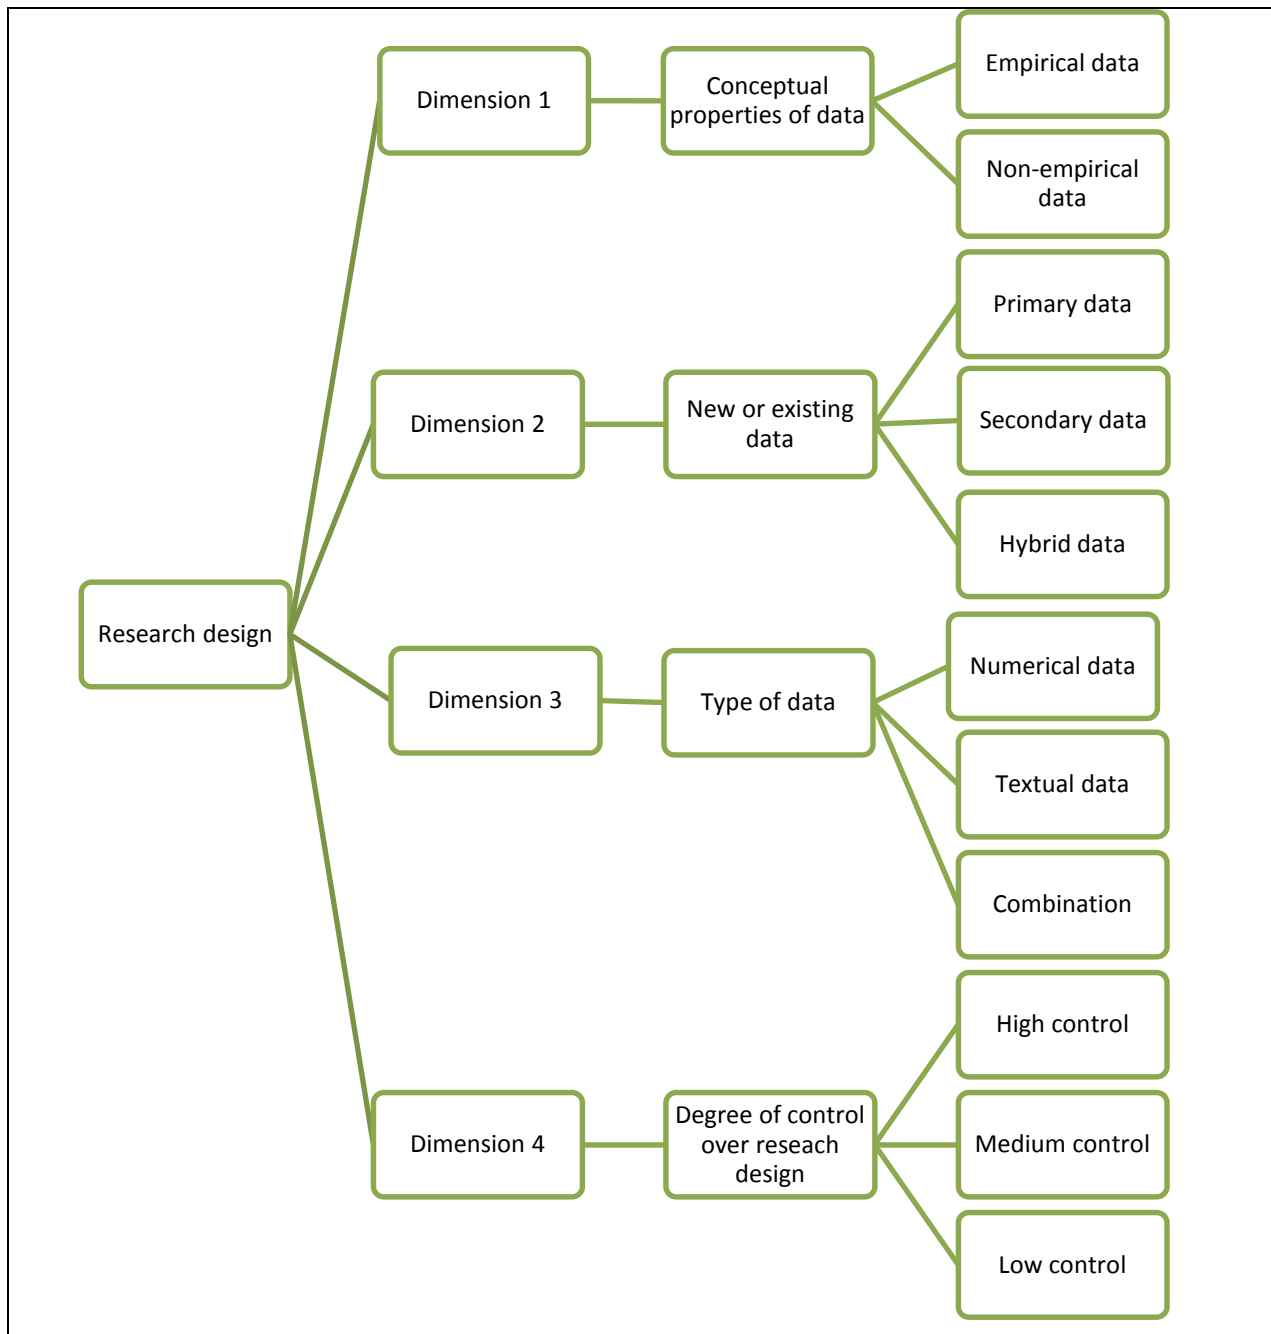 Research design
Dimension 1
Conceptual
properties of data
Empirical data
Non-empirical
data
Dimension 2
New or existing
data
Primary data
Secondary data
Hybrid data
Dimension 3
Type of data
Numerical data
Textual data
Combination
Dimension 4
Degree of control
over reseach
design
High control
Medium control
Low control